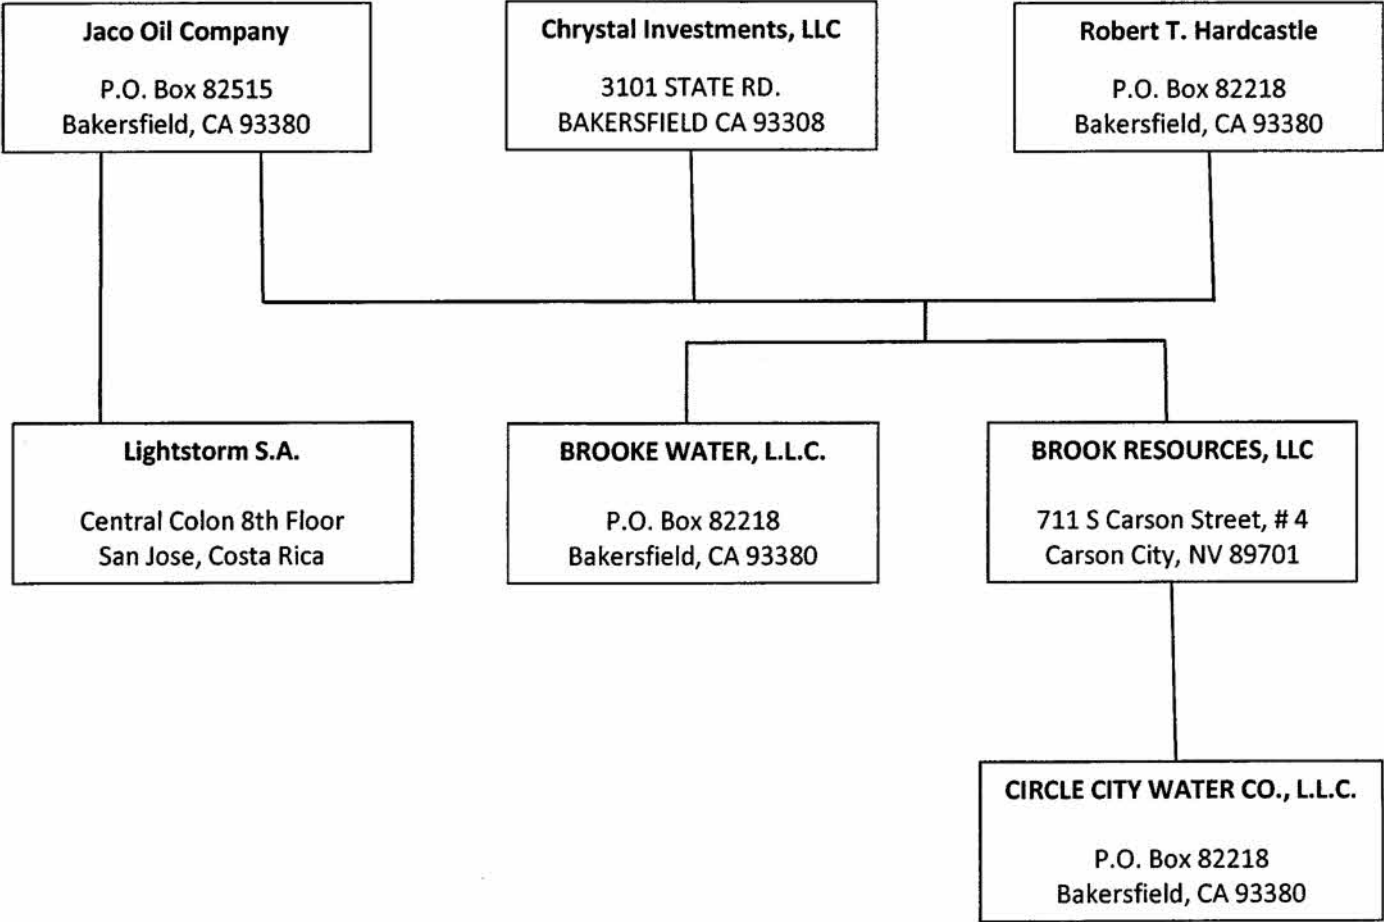 Jaco Oil Company
P.O. Box 82515
Bakersfield, CA 93380
Chrystal Investments, LLC
3101 STATE RD.
BAKERSFIELD CA 93308
Robert T. Hardcastle
P.O. Box 82218
Bakersfield, CA 93380
Lightstorm S.A.
Central Colon 8th Floor
San Jose, Costa Rica
BROOKE WATER, L.L.C.
P.O. Box 82218
Bakersfield, CA 93380
BROOK RESOURCES, LLC
711 S Carson Street, # 4
Carson City, NV 89701
CIRCLE CITY WATER CO., L.L.C.
P.O. Box 82218
Bakersfield, CA 93380